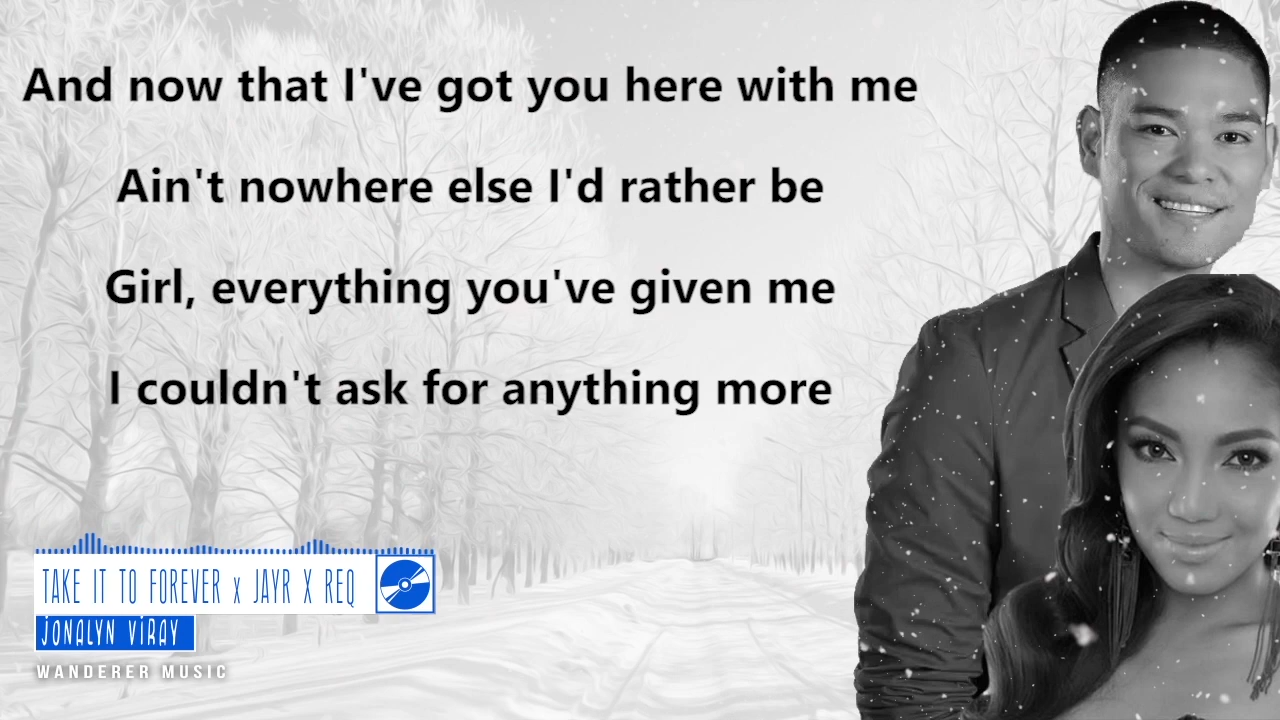 And now that I've got you here with me
Ain't nowhere else I'd rather be
Girl, everything you've given me
I couldn't ask for anything more
TAKE IT TO FOREVER x JAYR X REQ
JONALYN VIRAY
WANDERER MUSIC